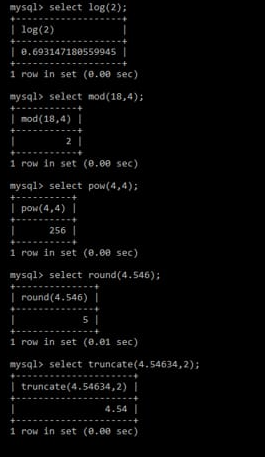 mysql> select log(2);
+-------------------+
| log(2)            |
+-------------------+
| 0.693147180559945 |
+-------------------+
1 row in set (0.00 sec)

mysql> select mod(18,4);
+-----------+
| mod(18,4) |
+-----------+
|         2 |
+-----------+
1 row in set (0.00 sec)

mysql> select pow(4,4);
+----------+
| pow(4,4) |
+----------+
|      256 |
+----------+
1 row in set (0.00 sec)

mysql> select round(4.546);
+--------------+
| round(4.546) |
+--------------+
|            5 |
+--------------+
1 row in set (0.01 sec)

mysql> select truncate(4.54634,2);
+---------------------+
| truncate(4.54634,2) |
+---------------------+
|                4.54 |
+---------------------+
1 row in set (0.00 sec)